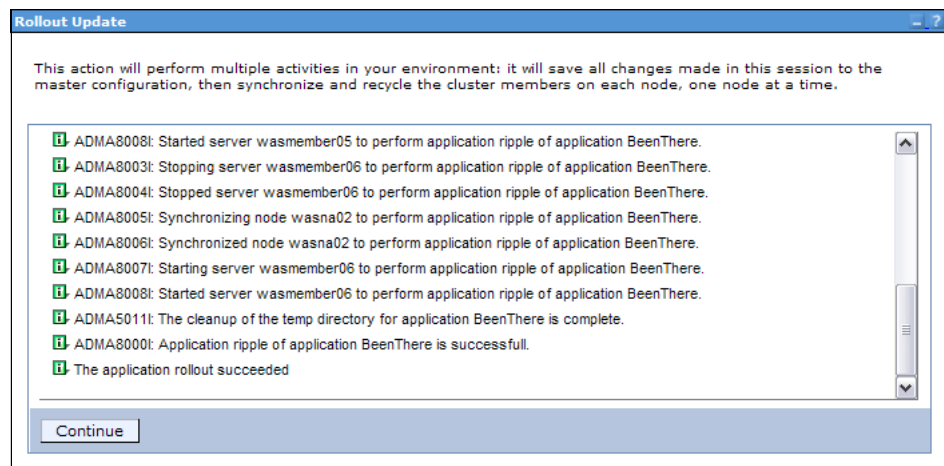 Rollout Update
This action will perform multiple activities in your environment: it will save all changes made in this session to the
master configuration, then synchronize and recycle the cluster members on each node, one node at a time.
ADMA8008I: Started server wasmember05 to perform application ripple of application BeenThere.
ADMA8003I: Stopping server wasmember06 to perform application ripple of application BeenThere.
ADMA8004I: Stopped server wasmember06 to perform application ripple of application BeenThere.
ADMA8005I: Synchronizing node wasna02 to perform application ripple of application BeenThere.
ADMA8006I: Synchronized node wasna02 to perform application ripple of application BeenThere.
ADMA8007I: Starting server wasmember06 to perform application ripple of application BeenThere.
ADMA8008I: Started server wasmember06 to perform application ripple of application BeenThere.
ADMA5011I: The cleanup of the temp directory for application BeenThere is complete.
ADMA8000I: Application ripple of application BeenThere is successfull.
The application rollout succeeded
Continue